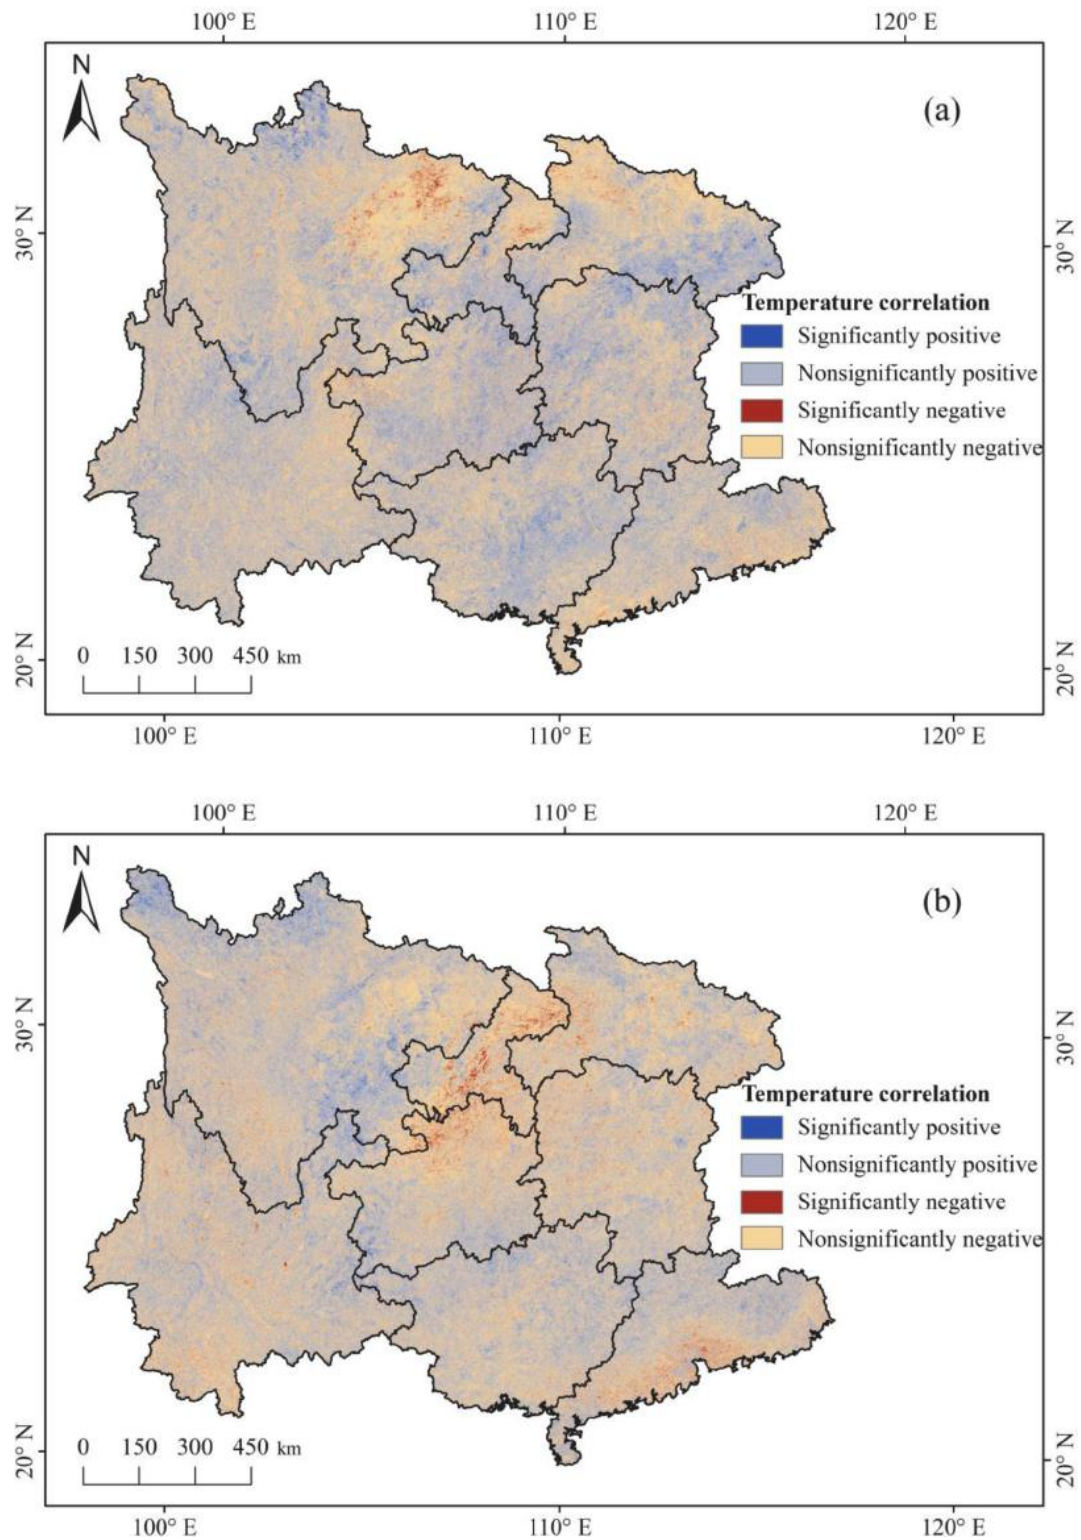 100° E 110° E 120° E
N
(a)
30° N
30° N
Temperature correlation
Significantly positive
Nonsignificantly positive
Significantly negative
Nonsignificantly negative
0 150 300 450 km
20° N
20° N
100° E 110° E 120° E
100° E 110° E 120° E
N
(b)
30° N
30° N
Temperature correlation
Significantly positive
Nonsignificantly positive
Significantly negative
Nonsignificantly negative
0 150 300 450 km
20° N
20° N
100° E 110° E 120° E